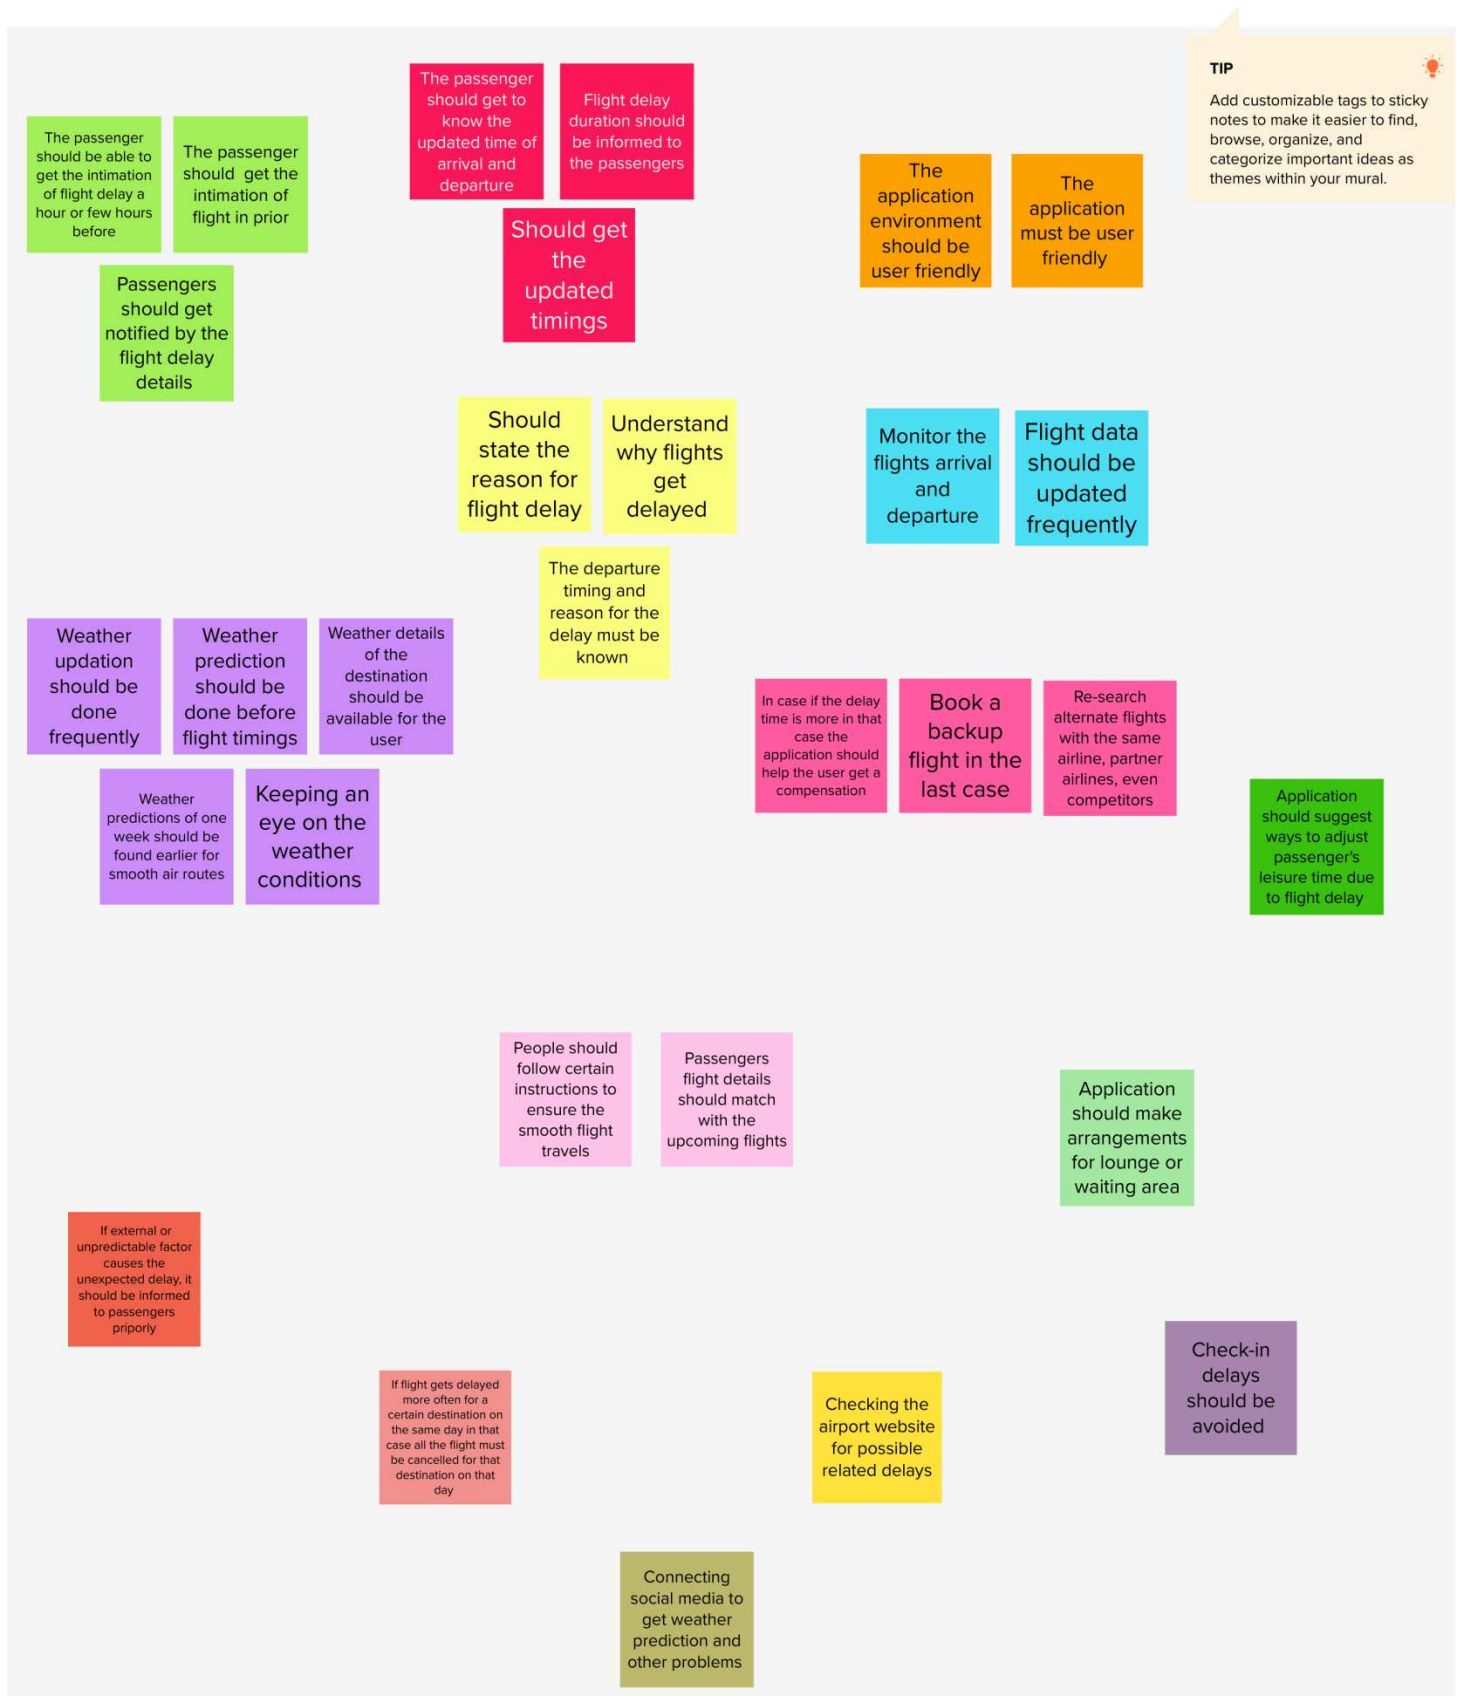 TIP
Add customizable tags to sticky
notes to make it easier to find,
browse, organize, and
categorize important ideas as
themes within your mural.
The passenger
should be able to
get the intimation
of flight delay a
hour or few hours
before
The passenger
should get the
intimation of
flight in prior
Passengers
should get
notified by the
flight delay
details
The passenger
should get to
know the
updated time of
arrival and
departure
Flight delay
duration should
be informed to
the passengers
Should get
the
updated
timings
The
application
environment
should be
user friendly
The
application
must be user
friendly
Should
state the
reason for
flight delay
Understand
why flights
get
delayed
The departure
timing and
reason for the
delay must be
known
Monitor the
flights arrival
and
departure
Flight data
should be
updated
frequently
Weather
updation
should be
done
frequently
Weather
prediction
should be
done before
flight timings
Weather details
of the
destination
should be
available for the
user
Weather
predictions of one
week should be
found earlier for
smooth air routes
Keeping an
eye on the
weather
conditions
In case if the delay
time is more in that
case the
application should
help the user get a
compensation
Book a
backup
flight in the
last case
Re-search
alternate flights
with the same
airline, partner
airlines, even
competitors
Application
should suggest
ways to adjust
passenger's
leisure time due
to flight delay
People should
follow certain
instructions to
ensure the
smooth flight
travels
Passengers
flight details
should match
with the
upcoming flights
Application
should make
arrangements
for lounge or
waiting area
If external or
unpredictable factor
causes the
unexpected delay, it
should be informed
to passengers
priporly
If flight gets delayed
more often for a
certain destination on
the same day in that
case all the flight must
be cancelled for that
destination on that
day
Checking the
airport website
for possible
related delays
Check-in
delays
should be
avoided
Connecting
social media to
get weather
prediction and
other problems